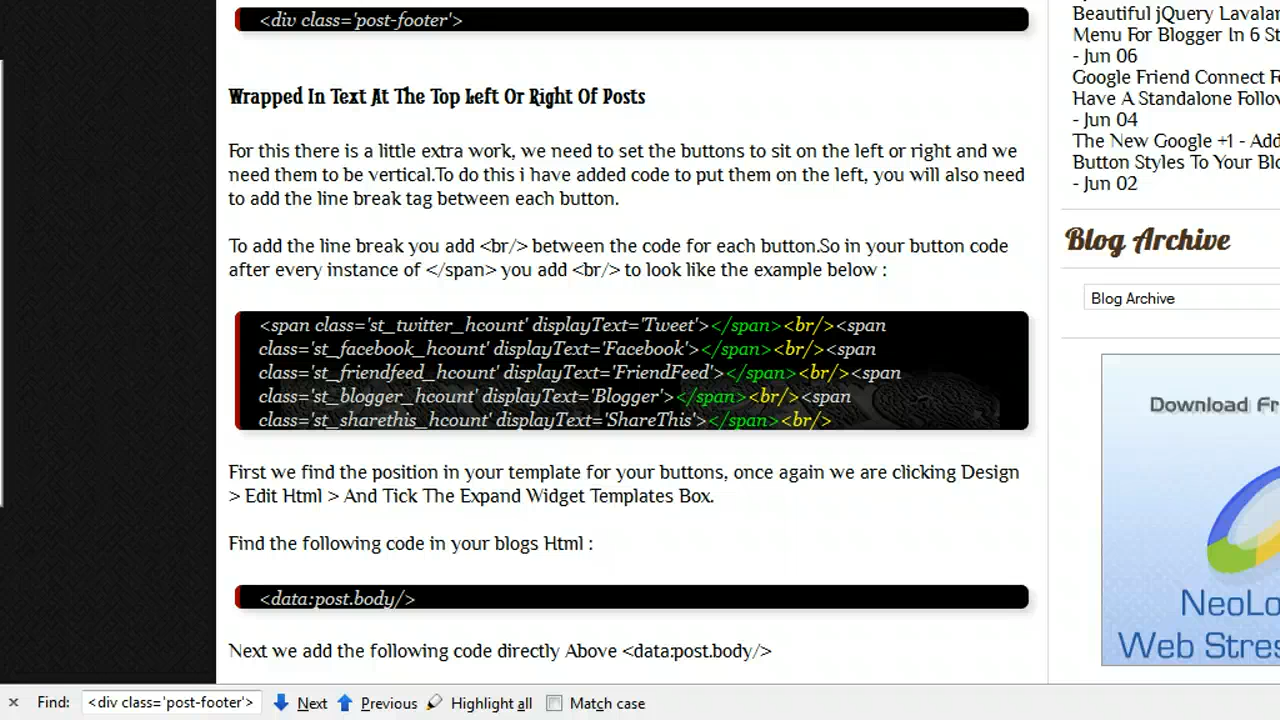 <div class='post-footer'>
Wrapped In Text At The Top Left Or Right Of Posts
For this there is a little extra work, we need to set the buttons to sit on the left or right and we
need them to be vertical.To do this i have added code to put them on the left, you will also need
to add the line break tag between each button.
To add the line break you add <br/> between the code for each button.So in your button code
after every instance of </span> you add <br/> to look like the example below :
<span class='st_twitter_hcount' displayText='Tweet'></span><br/><span
class='st_facebook_hcount' displayText='Facebook'></span><br/><span
class='st_friendfeed_hcount' displayText='FriendFeed'></span><br/><span
class='st_blogger_hcount' displayText='Blogger'></span><br/><span
class='st_sharethis_hcount' displayText='ShareThis'></span><br/>
First we find the position in your template for your buttons, once again we are clicking Design
> Edit Html > And Tick The Expand Widget Templates Box.
Find the following code in your blogs Html :
<data:post.body/>
Next we add the following code directly Above <data:post.body/>
Beautiful jQuery Lavalar
Menu For Blogger In 6 St
- Jun 06
Google Friend Connect F
Have A Standalone Follov
- Jun 04
The New Google +1 - Add
Button Styles To Your Blo
- Jun 02
Blog Archive
Blog Archive
Download Fr
NeoLo
Web Stres
Find: <div class='post-footer'> Next Previous Highlight all Match case